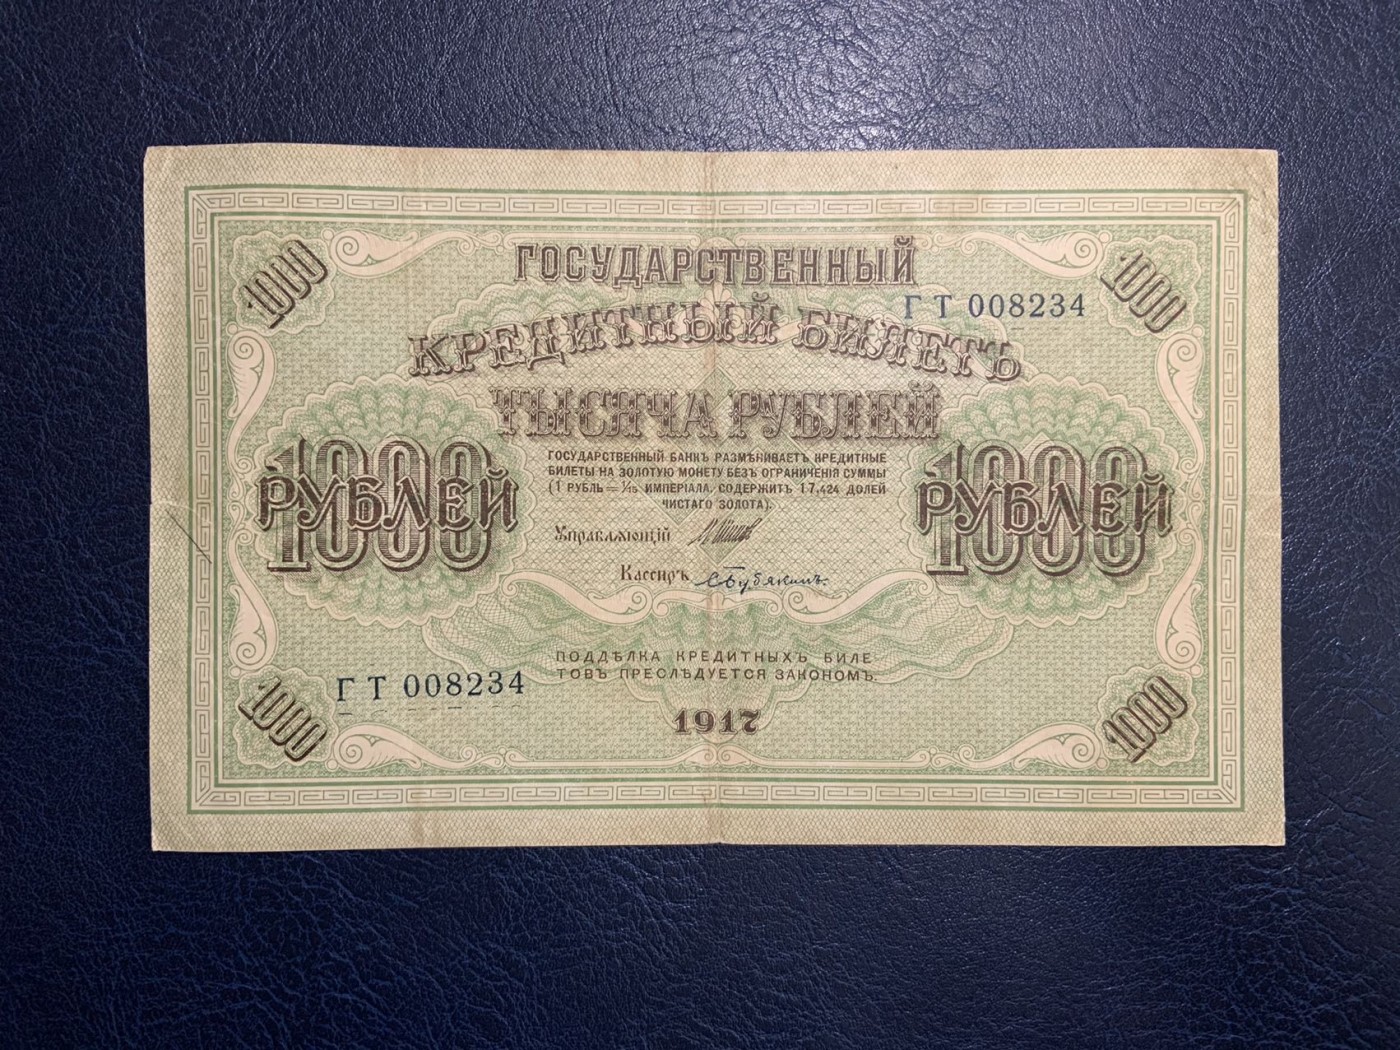 1000
ГОСУДАРСТВЕННЫЙ
1000
ГТ 008234
КРЕДИТНЫЙ БИЛЕТЪ
ТЫСЯЧА РУБЛЕЙ
1000
РУБЛЕЙ
ГОСУДАРСТВЕННЫЙ БАНКЪ РАЗМѢНИВАЕТЪ КРЕДИТНЫЕ
БИЛЕТЫ НА ЗОЛОТУЮ МОНЕТУ БЕЗЪ ОГРАНИЧЕНІЯ СУММЫ
(1 РУБЛЬ = 1/15 ИМПЕРІАЛА, СОДЕРЖИТЪ 17,424 ДОЛЕЙ
ЧИСТАГО ЗОЛОТА).
1000
РУБЛЕЙ
Управляющій
Кассиръ
ПОДДѢЛКА КРЕДИТНЫХЪ БИЛЕ
ТОВЪ ПРЕСЛѢДУЕТСЯ ЗАКОНОМЪ.
ГТ 008234
1917
1000
1000